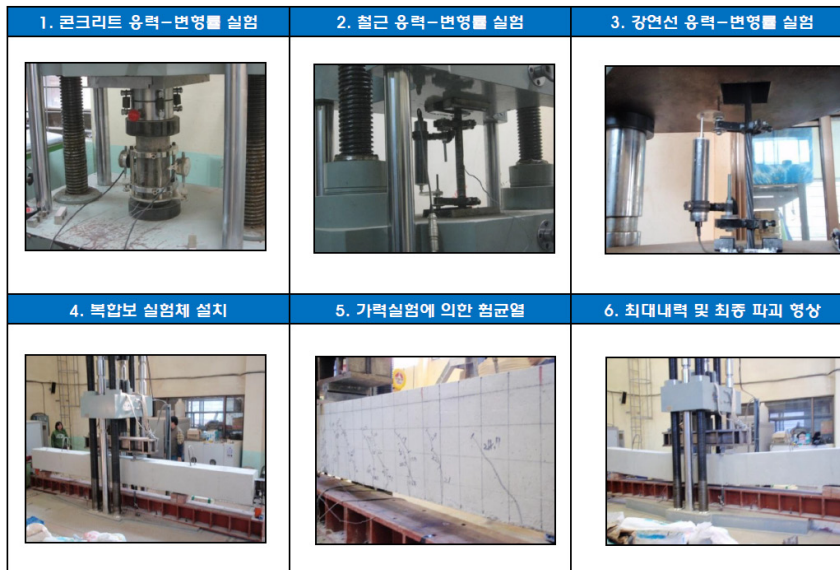 1. 콘크리트 응력-변형률 실험
2. 철근 응력-변형률 실험
3. 강연선 응력-변형률 실험
4. 복합보 실험체 설치
5. 가력실험에 의한 휨균열
6. 최대내력 및 최종 파괴 형상